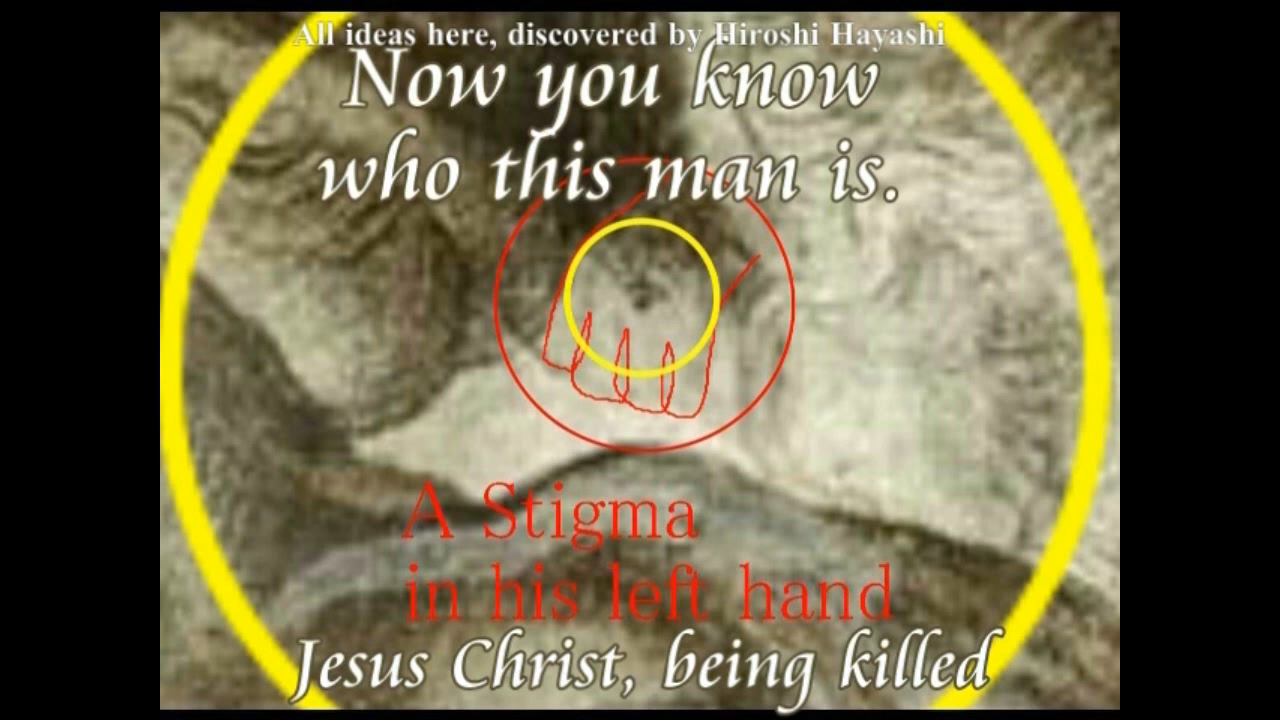 All ideas here, discovered by Hiroshi Hayashi
Now you know
who this man is.
A Stigma
in his left hand
Jesus Christ, being killed